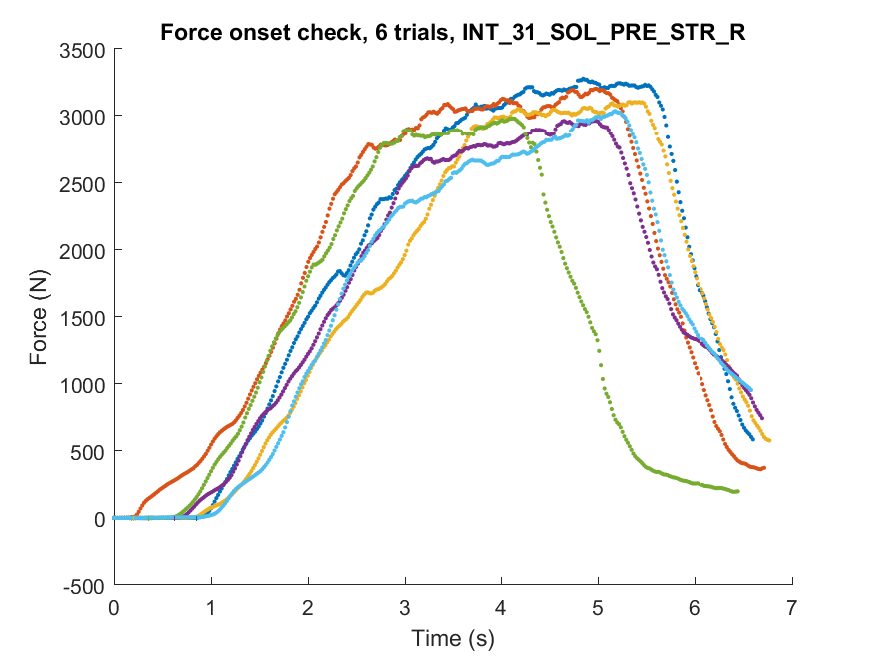 Force onset check, 6 trials, INT_31_SOL_PRE_STR_R
3500
3000
2500
2000
1500
1000
500
0
-500
Force (N)
0 1 2 3 4 5 6 7
Time (s)